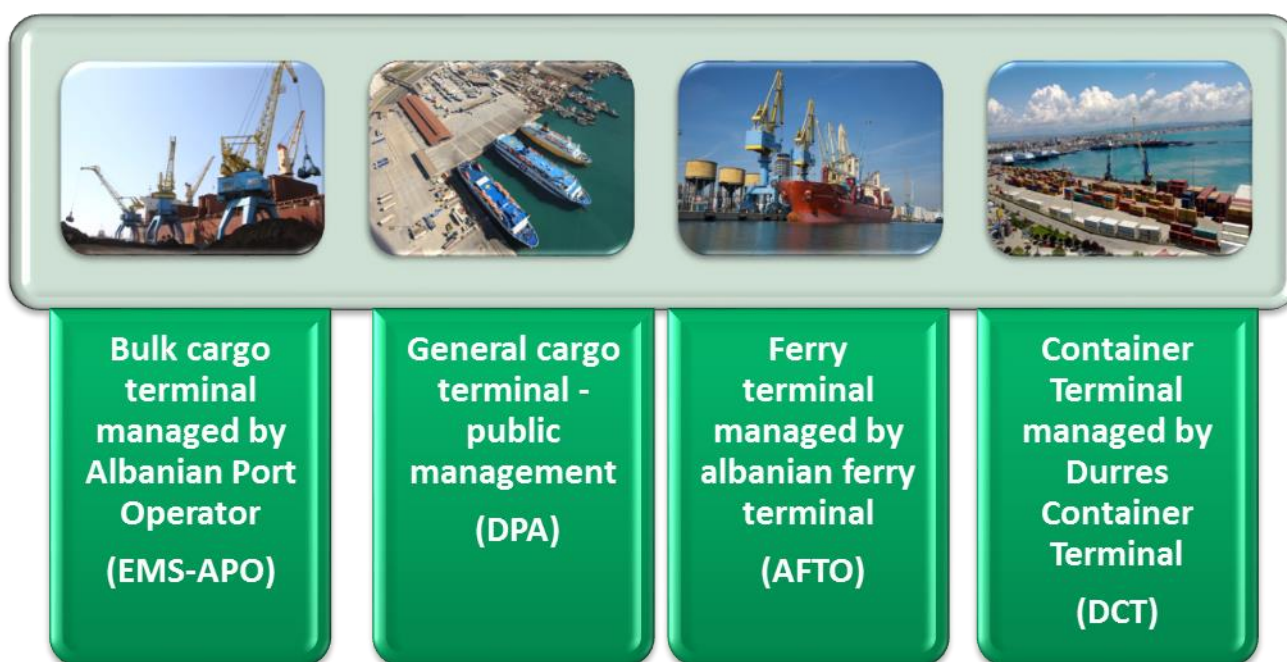 Bulk cargo
terminal
managed by
Albanian Port
Operator
(EMS-APO)
General cargo
terminal -
public
management
(DPA)
Ferry
terminal
managed by
albanian ferry
terminal
(AFTO)
Container
Terminal
managed by
Durres
Container
Terminal
(DCT)